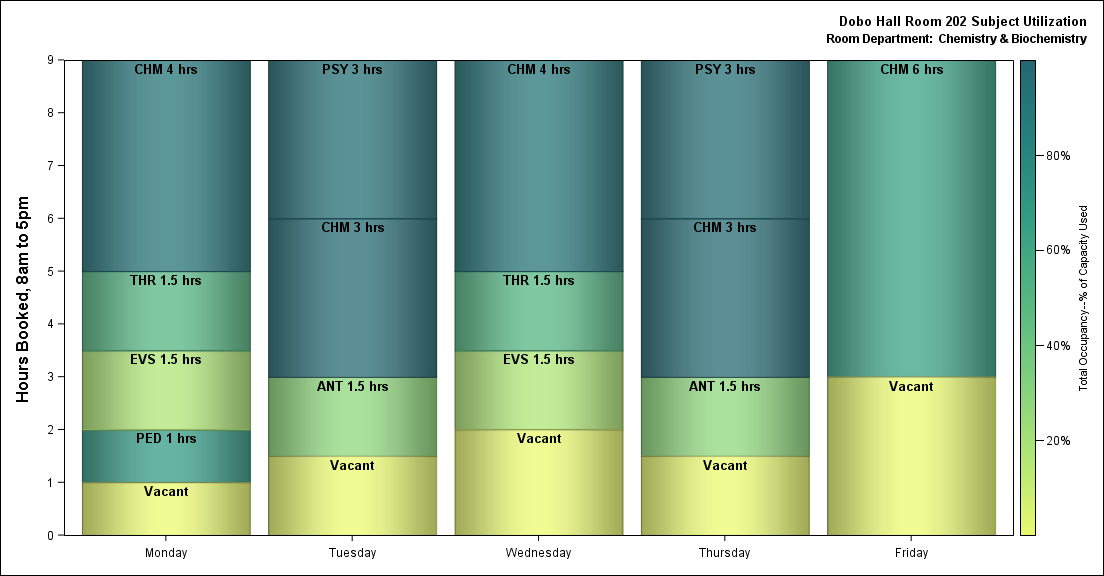 Dobo Hall Room 202 Subject Utilization
Room Department: Chemistry & Biochemistry
Hours Booked, 8am to 5pm
9
8
7
6
5
4
3
2
1
0
CHM 4 hrs
THR 1.5 hrs
EVS 1.5 hrs
PED 1 hrs
Vacant
PSY 3 hrs
CHM 3 hrs
ANT 1.5 hrs
Vacant
CHM 4 hrs
THR 1.5 hrs
EVS 1.5 hrs
Vacant
PSY 3 hrs
CHM 3 hrs
ANT 1.5 hrs
Vacant
CHM 6 hrs
Vacant
Monday Tuesday Wednesday Thursday Friday
80%
60%
40%
20%
Total Occupancy--% of Capacity Used